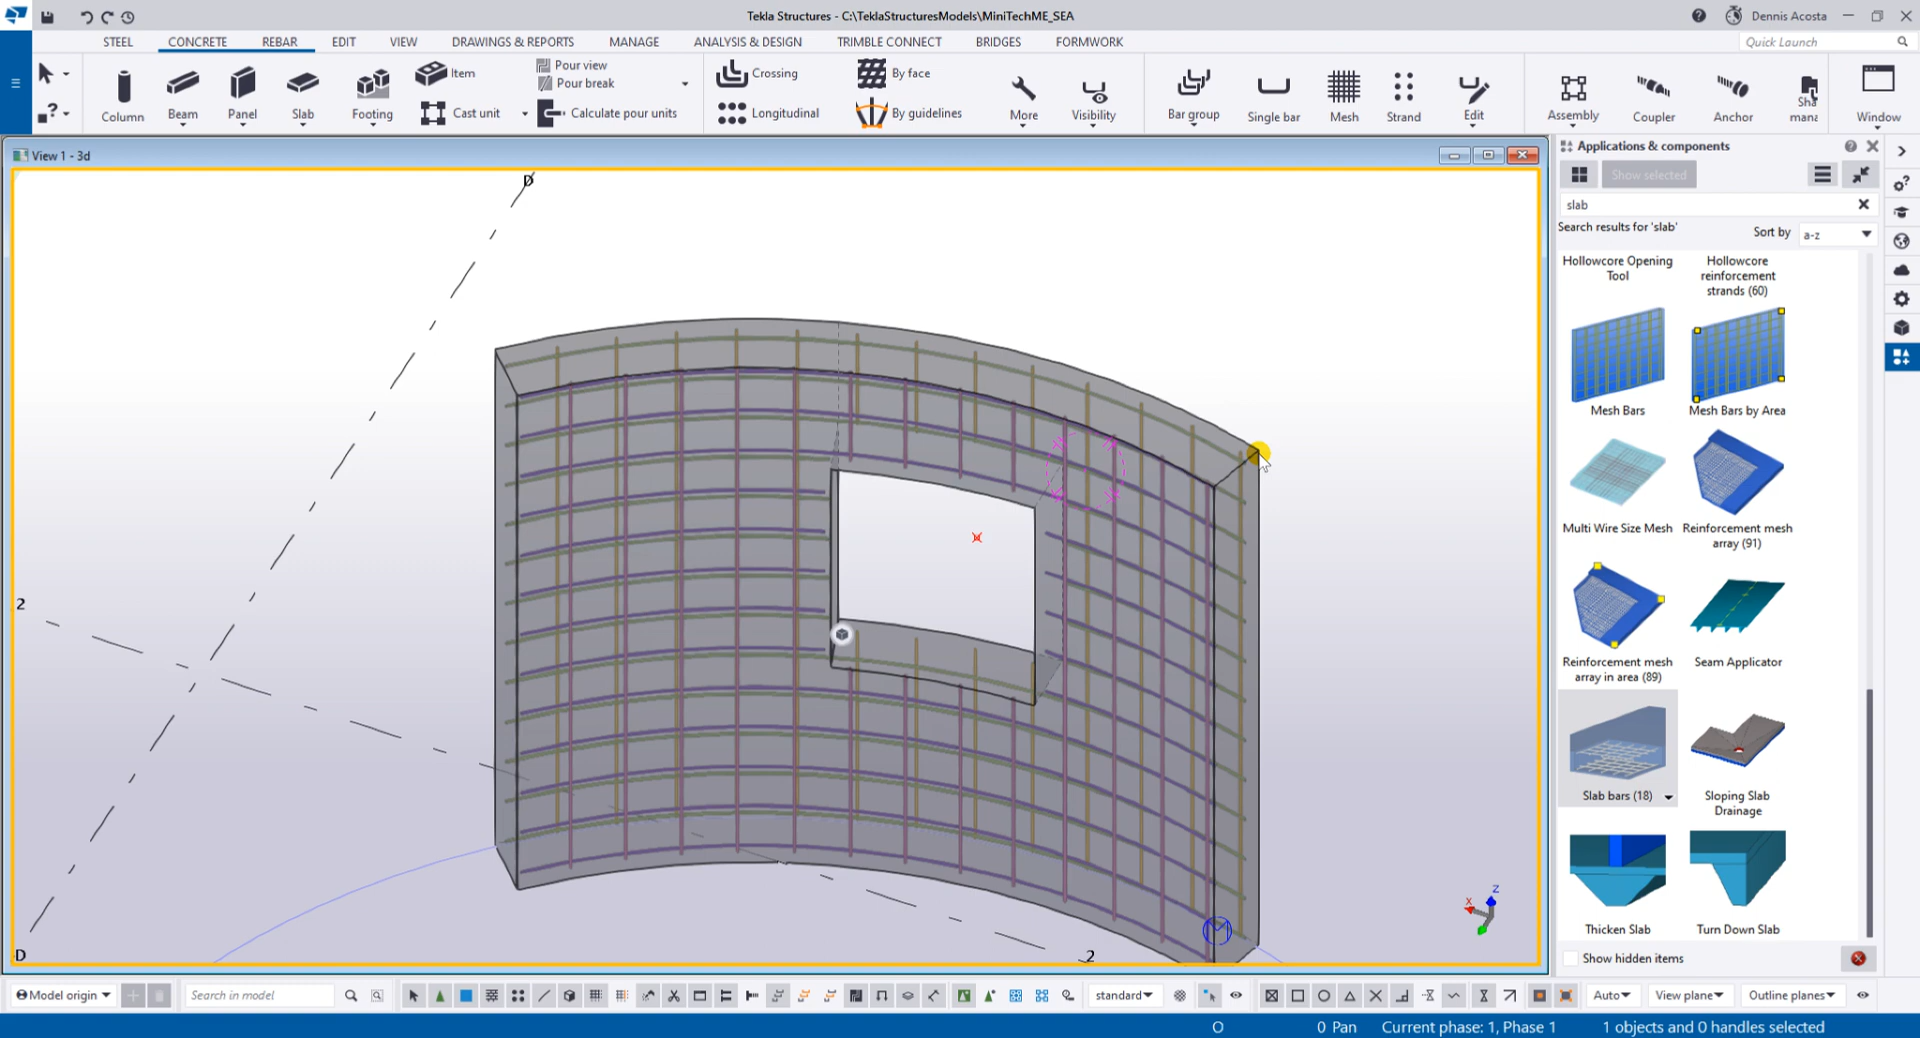 Tekla Structures - C:\TeklaStructuresModels\MiniTechME_SEA
Dennis Acosta
STEEL CONCRETE REBAR EDIT VIEW DRAWINGS & REPORTS MANAGE ANALYSIS & DESIGN TRIMBLE CONNECT BRIDGES FORMWORK
Quick Launch
Column
Beam
Panel
Slab
Footing
Item
Cast unit
Pour view
Pour break
Calculate pour units
Crossing
Longitudinal
By face
By guidelines
More
Visibility
Bar group
Single bar
Mesh
Strand
Edit
Assembly
Coupler
Anchor
Sha
mana
Window
View 1 - 3d
D
2
D
2
X
Z
Applications & components
Show selected
slab
Search results for 'slab'
Sort by
a-z
Hollowcore Opening
Tool
Hollowcore
reinforcement
strands (60)
Mesh Bars
Mesh Bars by Area
Multi Wire Size Mesh
Reinforcement mesh
array (91)
Reinforcement mesh
array in area (89)
Seam Applicator
Slab bars (18)
Sloping Slab
Drainage
Thicken Slab
Turn Down Slab
Show hidden items
Model origin
Search in model
standard
Auto
View plane
Outline planes
O
0 Pan
Current phase: 1, Phase 1
1 objects and 0 handles selected